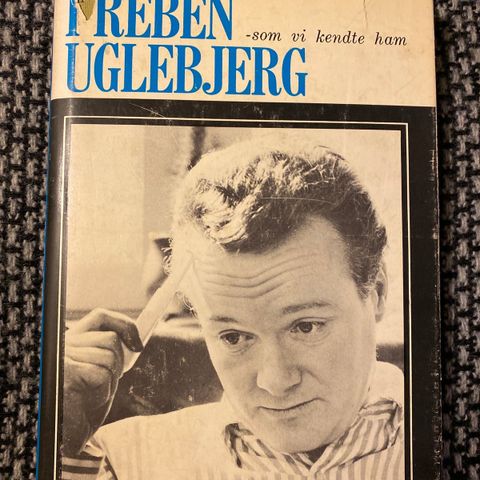 PREBEN
-som vi kendte ham
UGLEBJERG